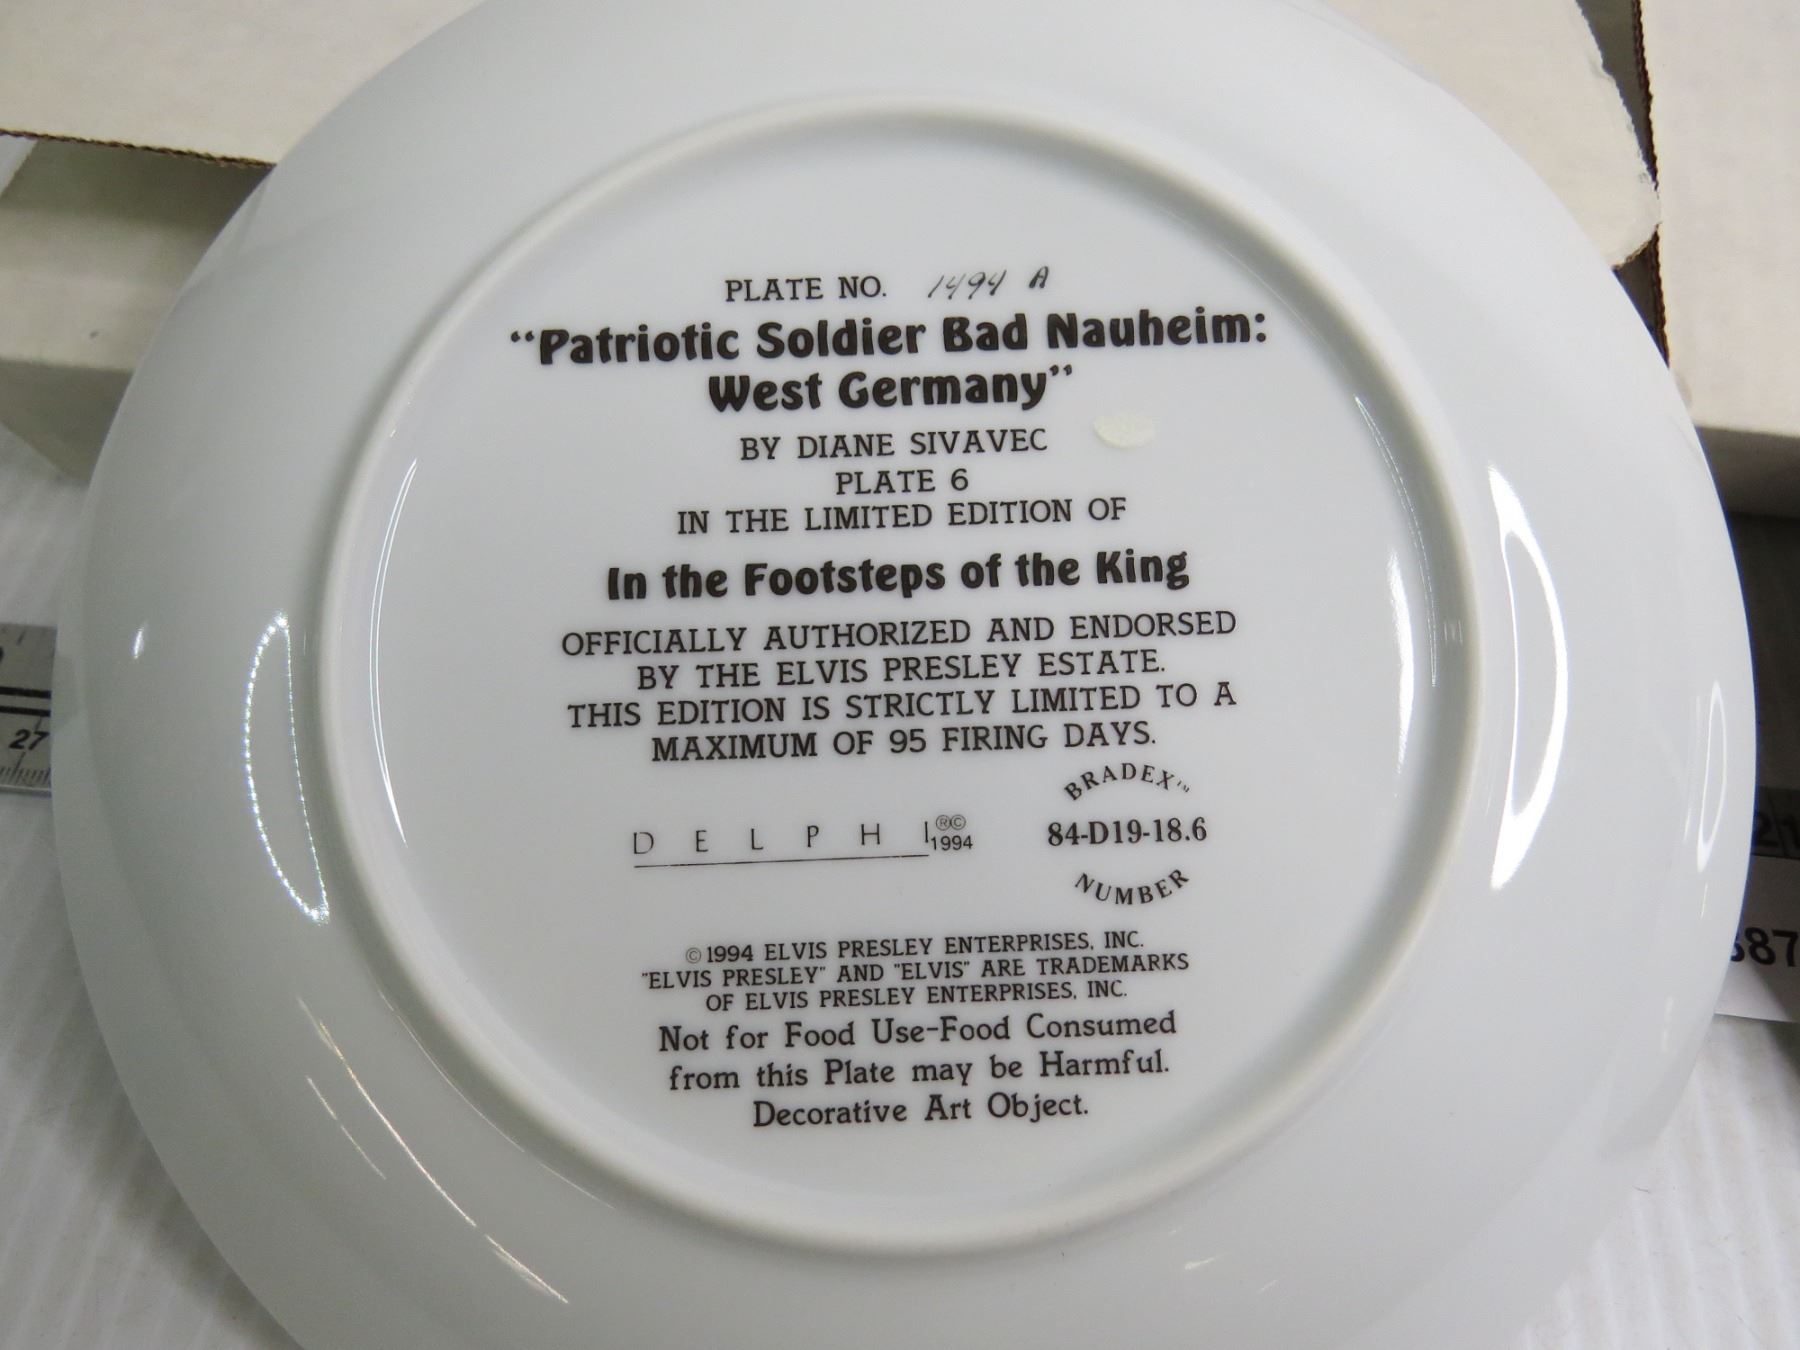 PLATE NO. 1494 A
“Patriotic Soldier Bad Nauheim:
West Germany”
BY DIANE SIVAVEC
PLATE 6
IN THE LIMITED EDITION OF
In the Footsteps of the King
OFFICIALLY AUTHORIZED AND ENDORSED
BY THE ELVIS PRESLEY ESTATE.
THIS EDITION IS STRICTLY LIMITED TO A
MAXIMUM OF 95 FIRING DAYS.
BRADEX™
DELPHI ®© 1994
84-D19-18.6
NUMBER
© 1994 ELVIS PRESLEY ENTERPRISES, INC.
"ELVIS PRESLEY" AND "ELVIS" ARE TRADEMARKS
OF ELVIS PRESLEY ENTERPRISES, INC.
Not for Food Use-Food Consumed
from this Plate may be Harmful.
Decorative Art Object.
27